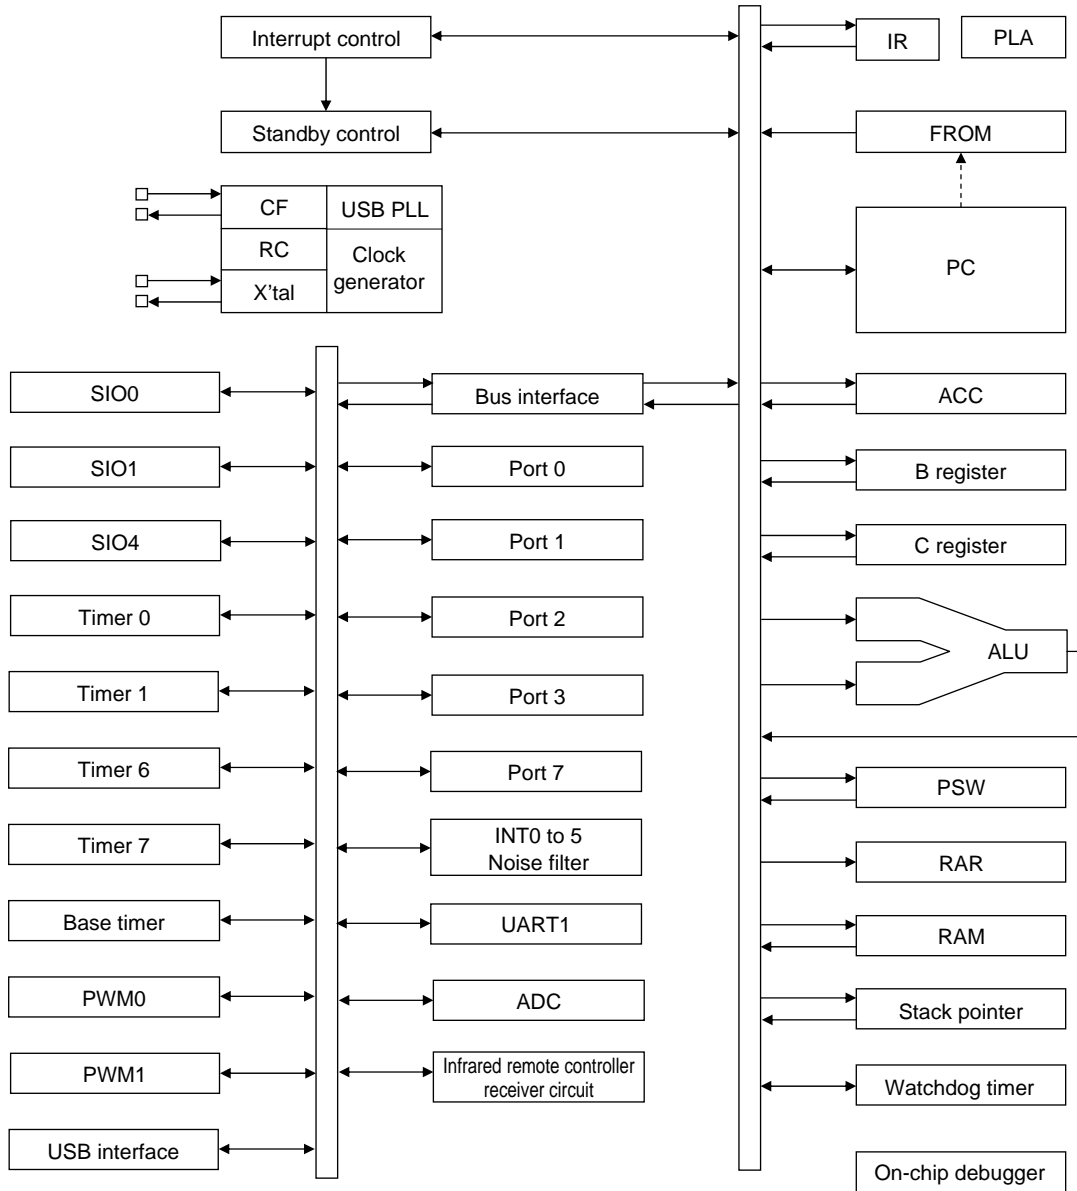 Interrupt control
IR
PLA
Standby control
FROM
CF
USB PLL
RC
Clock
generator
X'tal
PC
SIO0
Bus interface
ACC
SIO1
Port 0
B register
SIO4
Port 1
C register
Timer 0
Port 2
ALU
Timer 1
Port 3
Timer 6
Port 7
PSW
Timer 7
INT0 to 5
Noise filter
RAR
Base timer
UART1
RAM
PWM0
ADC
Stack pointer
PWM1
Infrared remote controller
receiver circuit
Watchdog timer
USB interface
On-chip debugger